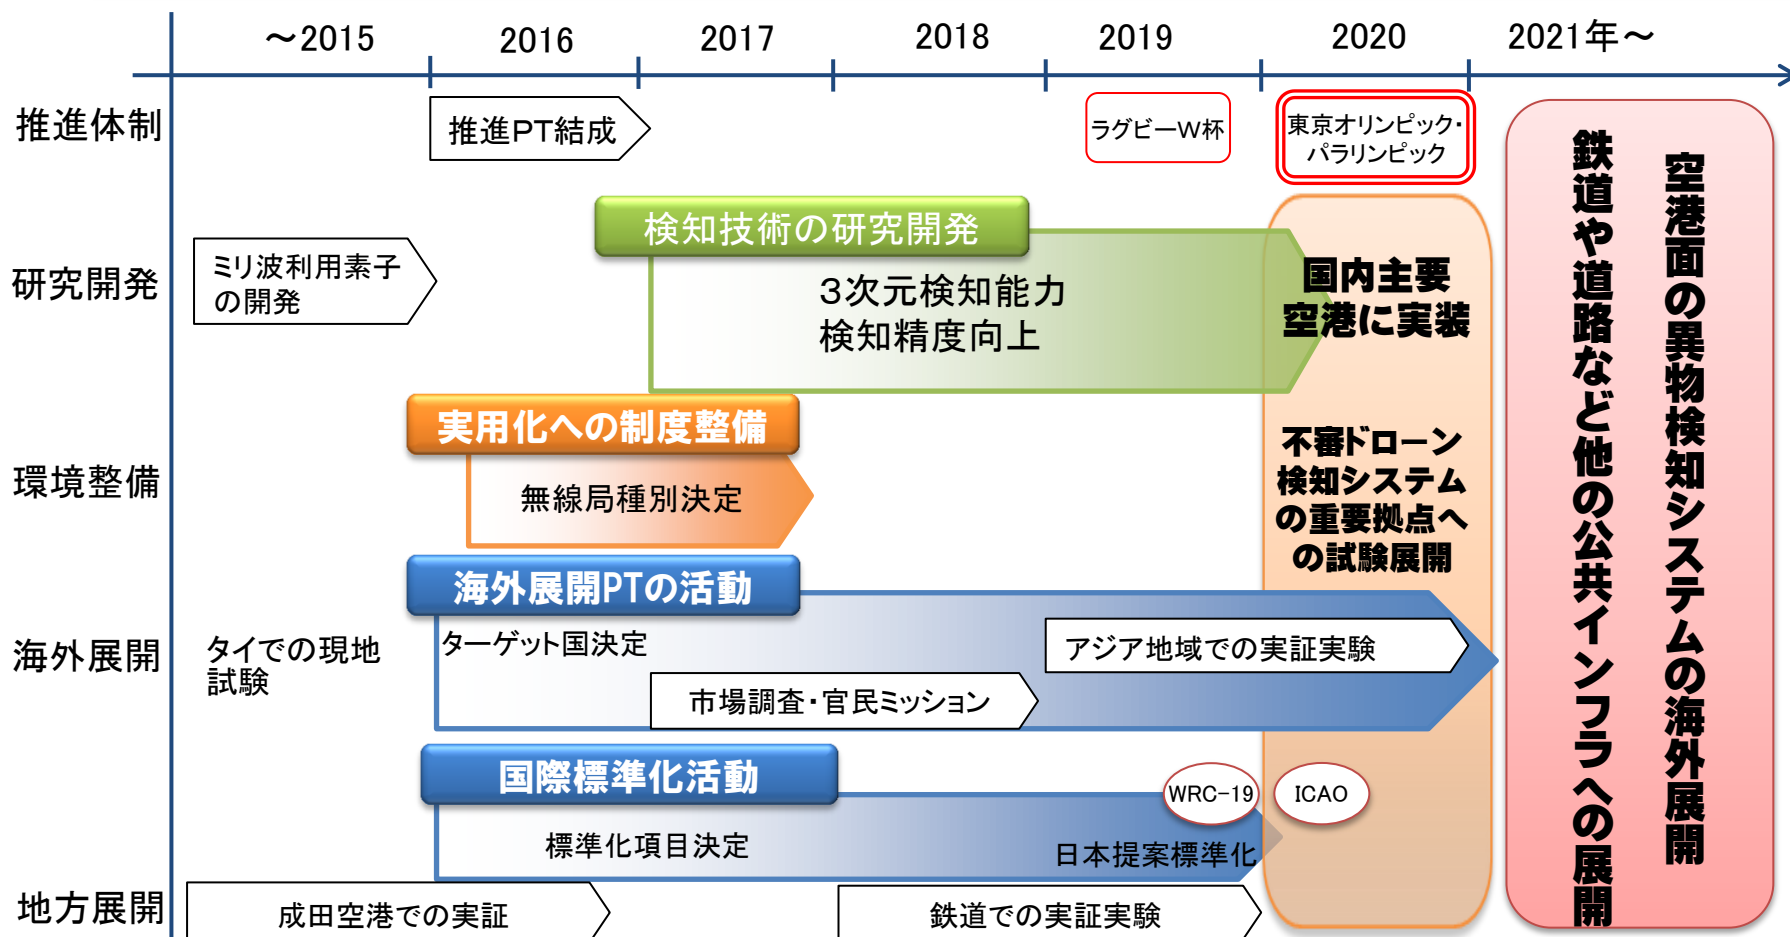 ～2015
2016
2017
2018
2019
2020
2021年～
推進体制
推進PT結成
ラグビーW杯
東京オリンピック・
パラリンピック
研究開発
ミリ波利用素子
の開発
検知技術の研究開発
３次元検知能力
検知精度向上
国内主要
空港に実装
環境整備
実用化への制度整備
無線局種別決定
不審ドローン
検知システム
の重要拠点へ
の試験展開
海外展開
タイでの現地
試験
海外展開PTの活動
ターゲット国決定
市場調査・官民ミッション
アジア地域での実証実験
国際標準化活動
標準化項目決定
日本提案標準化
WRC-19
ICAO
地方展開
成田空港での実証
鉄道での実証実験
空港面の異物検知システムの海外展開
鉄道や道路など他の公共インフラへの展開